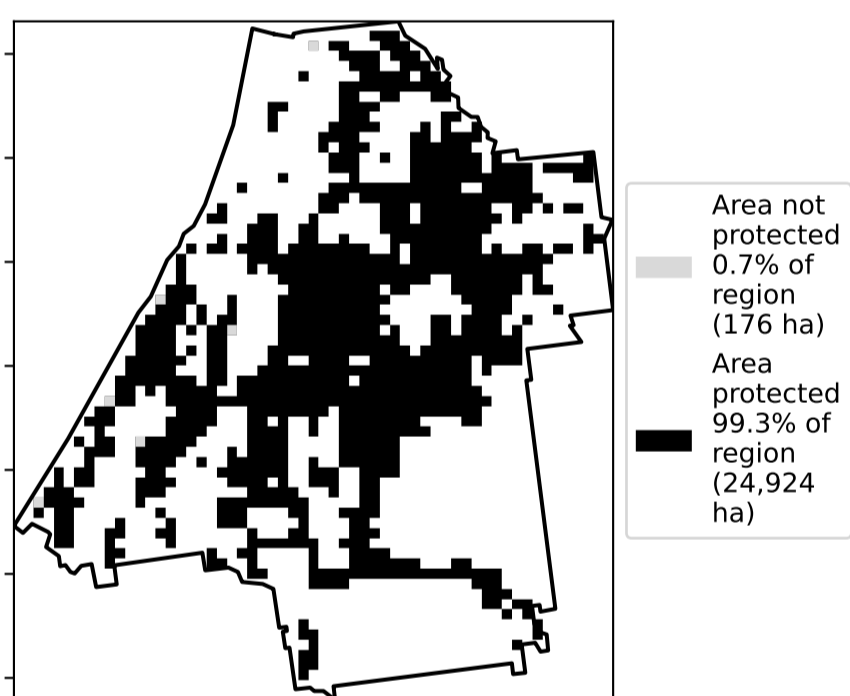 Area not
protected
0.7% of
region
(176 ha)
Area
protected
99.3% of
region
(24,924
ha)